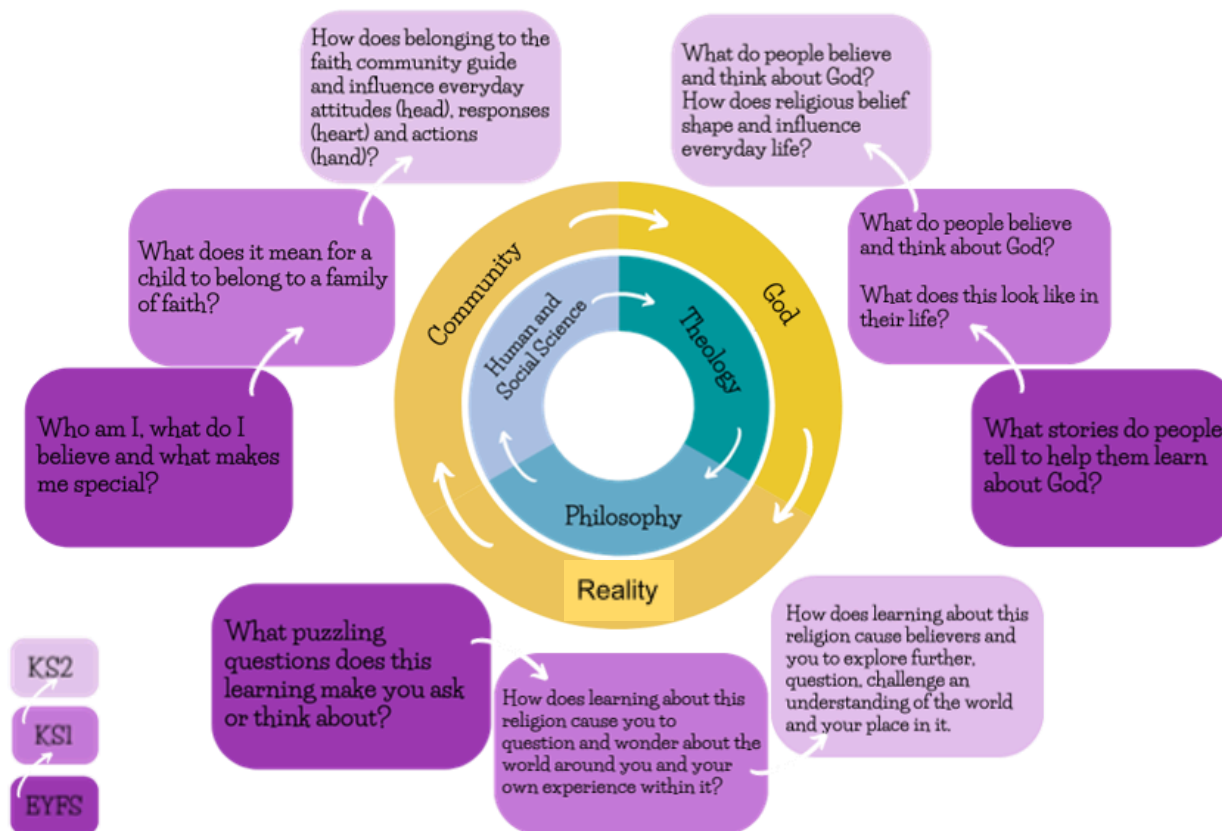 How does belonging to the
faith community guide
and influence everyday
attitudes (head), responses
(heart) and actions
(hand)?
What do people believe
and think about God?
How does religious belief
shape and influence
everyday life?
What does it mean for a
child to belong to a family
of faith?
What do people believe
and think about God?
What does this look like in
their life?
Who am I, what do I
believe and what makes
me special?
What stories do people
tell to help them learn
about God?
Community
God
Human and
Social Science
Theology
Philosophy
Reality
What puzzling
questions does this
learning make you ask
or think about?
How does learning about this
religion cause you to
question and wonder about the
world around you and your
own experience within it?
How does learning about this
religion cause believers and
you to explore further,
question, challenge an
understanding of the world
and your place in it.
KS2
KS1
EYFS